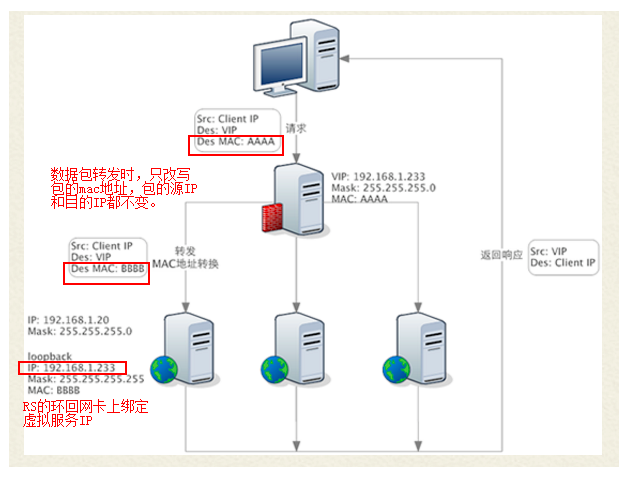 Src: Client IP
Des: VIP
Des MAC: AAAA
请求
数据包转发时，只改写
包的mac地址，包的源IP
和目的IP都不变。
VIP: 192.168.1.233
Mask: 255.255.255.0
MAC: AAAA
Src: Client IP
Des: VIP
Des MAC: BBBB
转发
MAC地址转换
返回响应
Src: VIP
Des: Client IP
IP: 192.168.1.20
Mask: 255.255.255.0
loopback
IP: 192.168.1.233
Mask: 255.255.255.255
MAC: BBBB
RS的环回网卡上绑定
虚拟服务IP